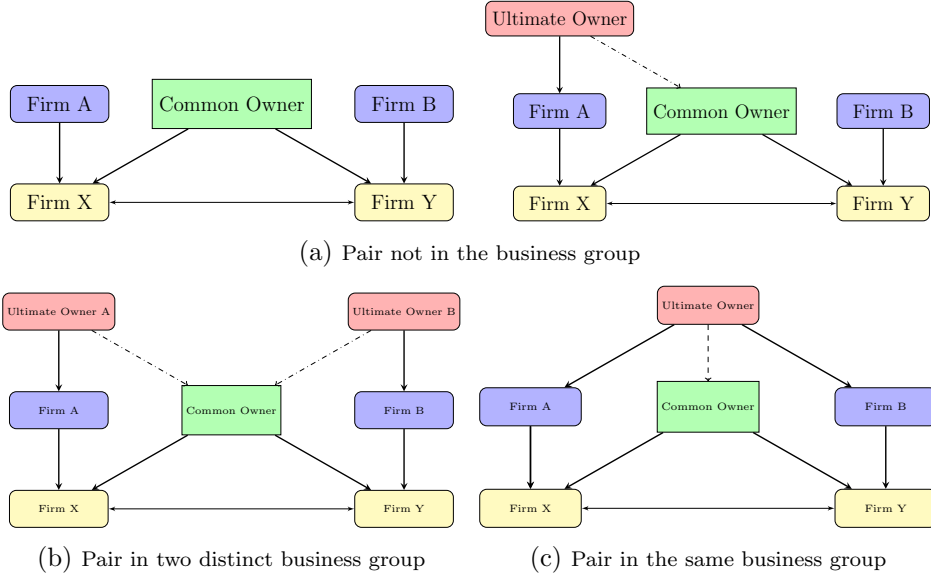 Ultimate Owner
Firm A
Common Owner
Firm B
Firm A
Common Owner
Firm B
Firm X
Firm Y
Firm X
Firm Y
(a) Pair not in the business group
Ultimate Owner A
Ultimate Owner B
Ultimate Owner
Firm A
Common Owner
Firm B
Firm A
Common Owner
Firm B
Firm X
Firm Y
Firm X
Firm Y
(b) Pair in two distinct business group
(c) Pair in the same business group